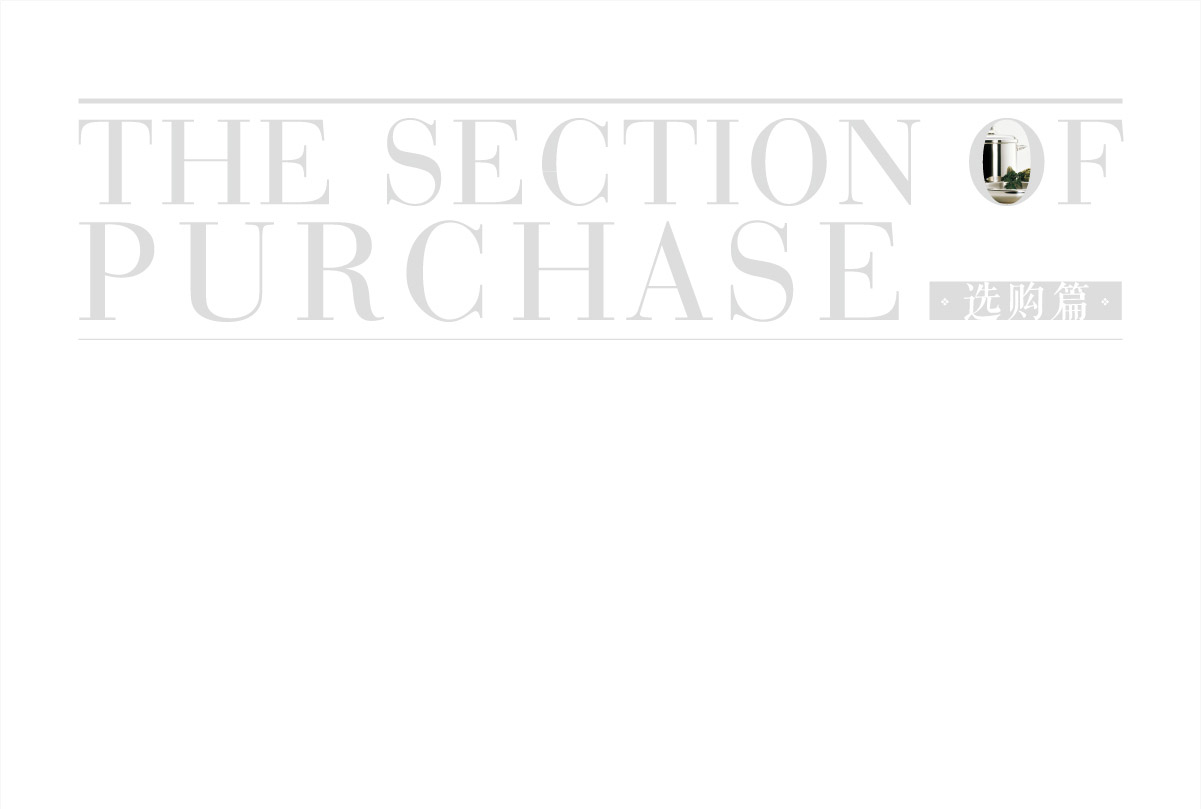 THE SECTION OF
PURCHASE
选购篇